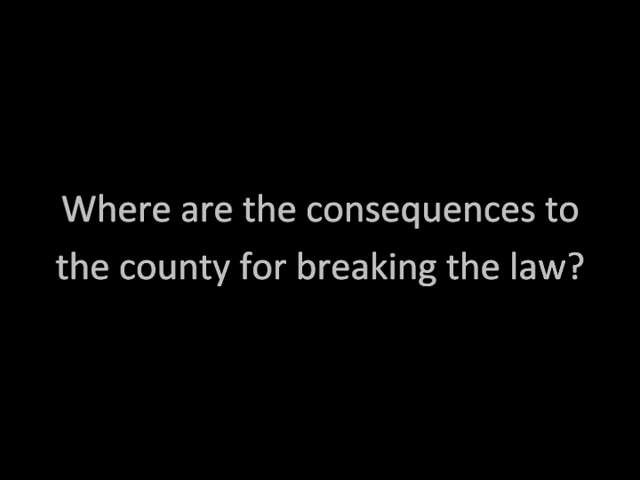 Where are the consequences to
the county for breaking the law?